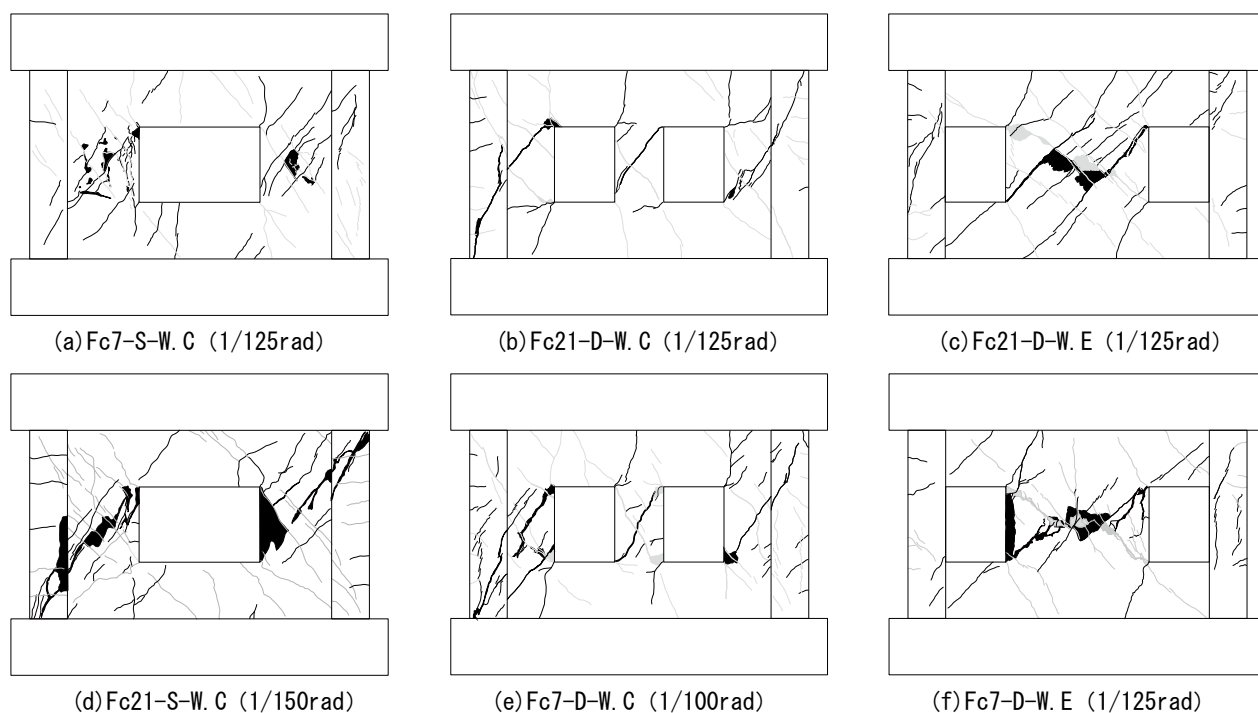 (a)Fc7-S-W.C (1/125rad)
(b)Fc21-D-W.C (1/125rad)
(c)Fc21-D-W.E (1/125rad)
(d)Fc21-S-W.C (1/150rad)
(e)Fc7-D-W.C (1/100rad)
(f)Fc7-D-W.E (1/125rad)